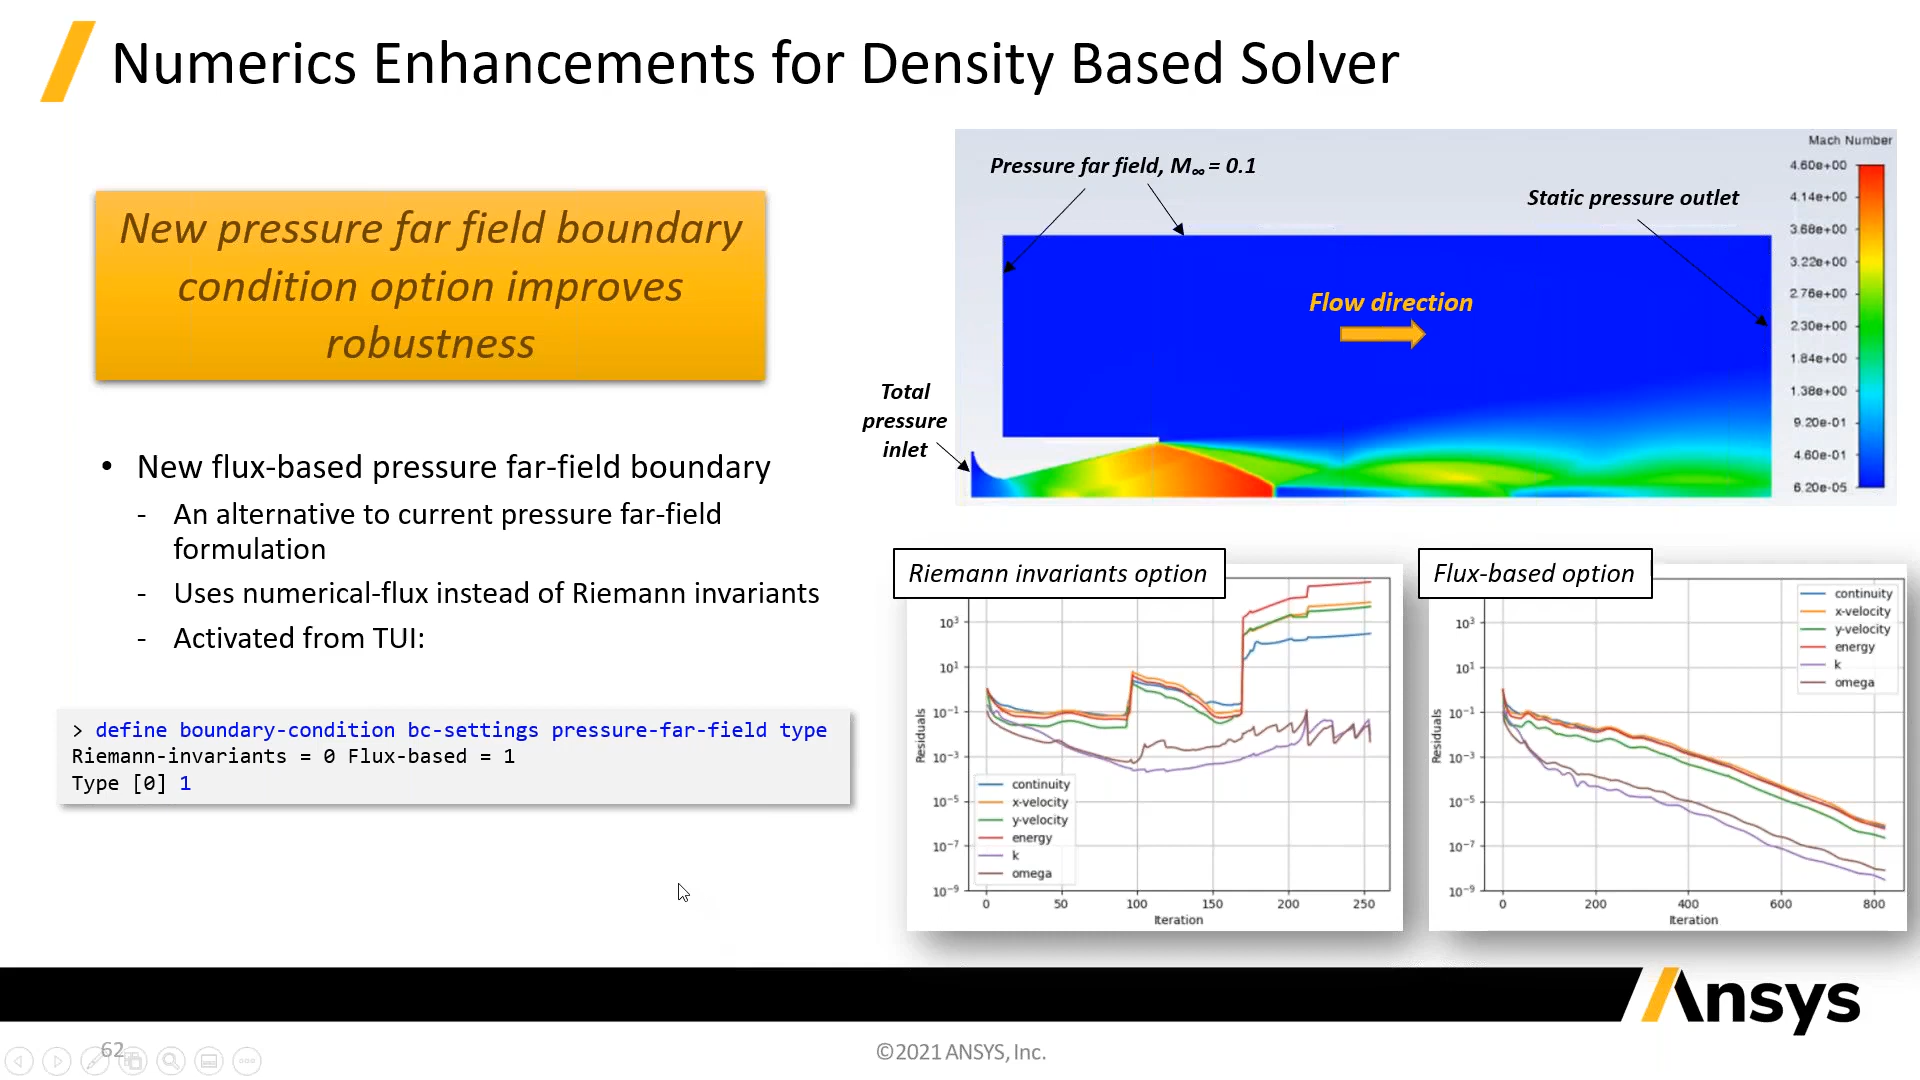 Numerics Enhancements for Density Based Solver
New pressure far field boundary
condition option improves
robustness
• New flux-based pressure far-field boundary
- An alternative to current pressure far-field
formulation
- Uses numerical-flux instead of Riemann invariants
- Activated from TUI:
> define boundary-condition bc-settings pressure-far-field type
Riemann-invariants = 0 Flux-based = 1
Type [0] 1
Mach Number
Pressure far field, M∞ = 0.1
Static pressure outlet
Flow direction
Total
pressure
inlet
4.60e+00
4.14e+00
3.68e+00
3.22e+00
2.76e+00
2.30e+00
1.84e+00
1.38e+00
9.20e-01
4.60e-01
6.20e-05
Riemann invariants option
10³
10¹
10⁻¹
10⁻³
10⁻⁵
10⁻⁷
10⁻⁹
Residuals
continuity
x-velocity
y-velocity
energy
k
omega
0 50 100 150 200 250
Iteration
Flux-based option
10³
10¹
10⁻¹
10⁻³
10⁻⁵
10⁻⁷
10⁻⁹
Residuals
continuity
x-velocity
y-velocity
energy
k
omega
0 200 400 600 800
Iteration
Ansys
62
©2021 ANSYS, Inc.